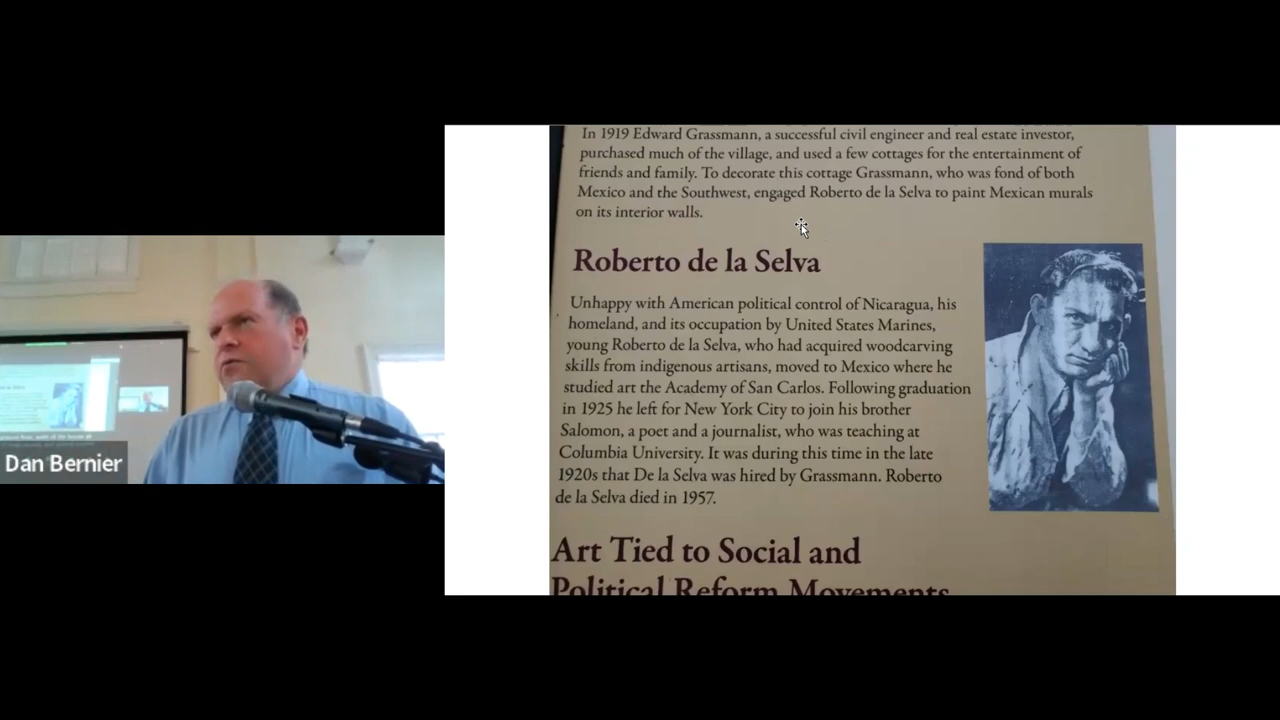 In 1919 Edward Grassmann, a successful civil engineer and real estate investor,
purchased much of the village, and used a few cottages for the entertainment of
friends and family. To decorate this cottage Grassmann, who was fond of both
Mexico and the Southwest, engaged Roberto de la Selva to paint Mexican murals
on its interior walls.
Roberto de la Selva
Unhappy with American political control of Nicaragua, his
homeland, and its occupation by United States Marines,
young Roberto de la Selva, who had acquired woodcarving
skills from indigenous artisans, moved to Mexico where he
studied art the Academy of San Carlos. Following graduation
in 1925 he left for New York City to join his brother
Salomon, a poet and a journalist, who was teaching at
Columbia University. It was during this time in the late
1920s that De la Selva was hired by Grassmann. Roberto
de la Selva died in 1957.
Art Tied to Social and
Political Reform Movements
Dan Bernier